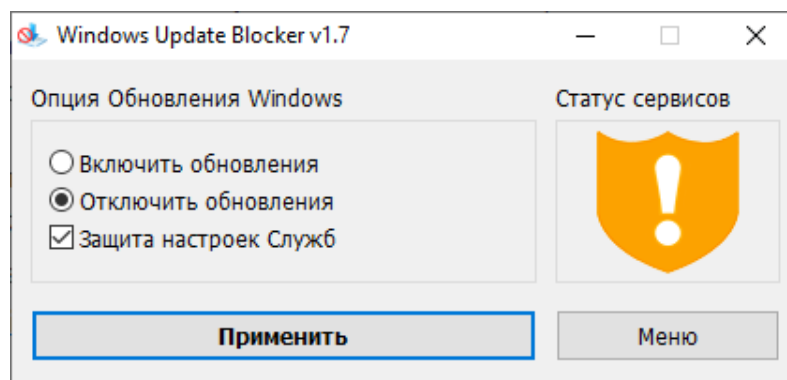 Windows Update Blocker v1.7
Опция Обновления Windows
Статус сервисов
Включить обновления
Отключить обновления
Защита настроек Служб
Применить
Меню